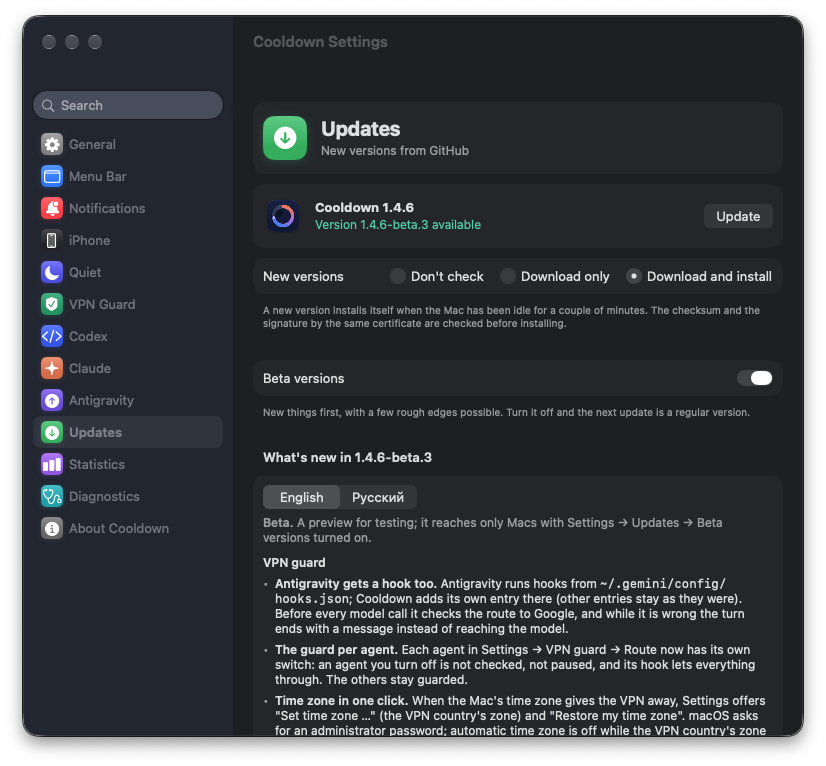 Cooldown Settings
Search
General
Menu Bar
Notifications
iPhone
Quiet
VPN Guard
Codex
Claude
Antigravity
Updates
Statistics
Diagnostics
About Cooldown
Updates
New versions from GitHub
Cooldown 1.4.6
Version 1.4.6-beta.3 available
Update
New versions
Don't check
Download only
Download and install
A new version installs itself when the Mac has been idle for a couple of minutes. The checksum and the
signature by the same certificate are checked before installing.
Beta versions
New things first, with a few rough edges possible. Turn it off and the next update is a regular version.
What's new in 1.4.6-beta.3
English
Русский
Beta. A preview for testing; it reaches only Macs with Settings → Updates → Beta
versions turned on.
VPN guard
• Antigravity gets a hook too. Antigravity runs hooks from ~/.gemini/config/
hooks.json; Cooldown adds its own entry there (other entries stay as they were).
Before every model call it checks the route to Google, and while it is wrong the turn
ends with a message instead of reaching the model.
• The guard per agent. Each agent in Settings → VPN guard → Route now has its own
switch: an agent you turn off is not checked, not paused, and its hook lets everything
through. The others stay guarded.
• Time zone in one click. When the Mac's time zone gives the VPN away, Settings offers
"Set time zone …" (the VPN country's zone) and "Restore my time zone". macOS asks
for an administrator password; automatic time zone is off while the VPN country's zone